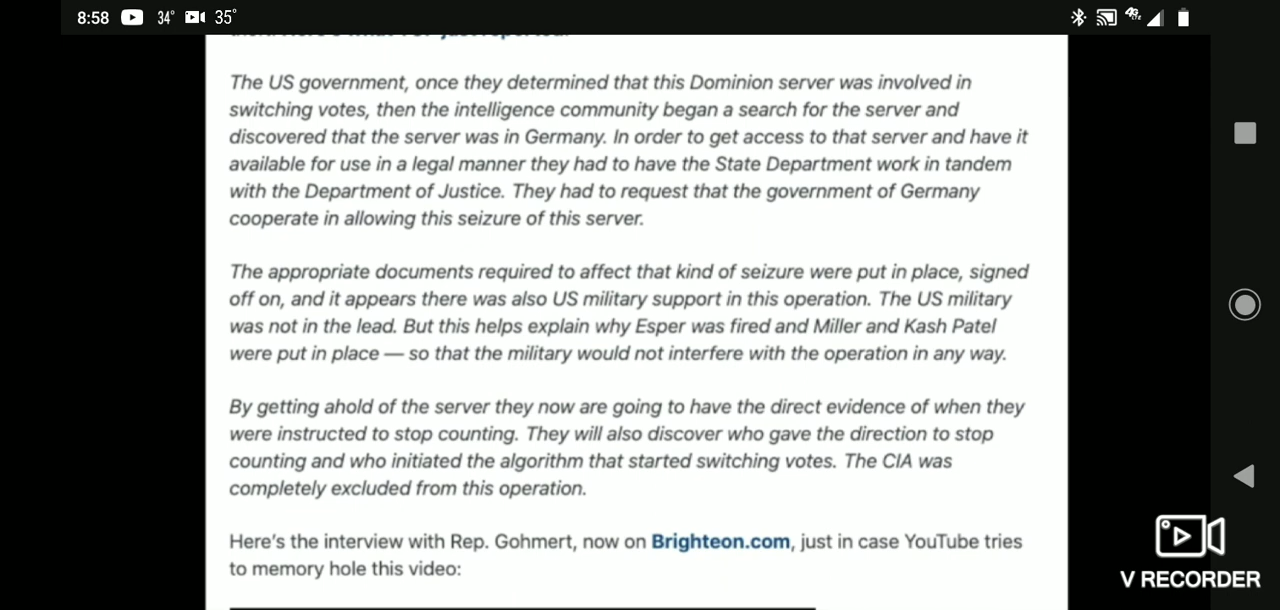 8:58 34° 35° 4G LTE
The US government, once they determined that this Dominion server was involved in
switching votes, then the intelligence community began a search for the server and
discovered that the server was in Germany. In order to get access to that server and have it
available for use in a legal manner they had to have the State Department work in tandem
with the Department of Justice. They had to request that the government of Germany
cooperate in allowing this seizure of this server.
The appropriate documents required to affect that kind of seizure were put in place, signed
off on, and it appears there was also US military support in this operation. The US military
was not in the lead. But this helps explain why Esper was fired and Miller and Kash Patel
were put in place — so that the military would not interfere with the operation in any way.
By getting ahold of the server they now are going to have the direct evidence of when they
were instructed to stop counting. They will also discover who gave the direction to stop
counting and who initiated the algorithm that started switching votes. The CIA was
completely excluded from this operation.
Here's the interview with Rep. Gohmert, now on Brighteon.com, just in case YouTube tries
to memory hole this video:
V RECORDER